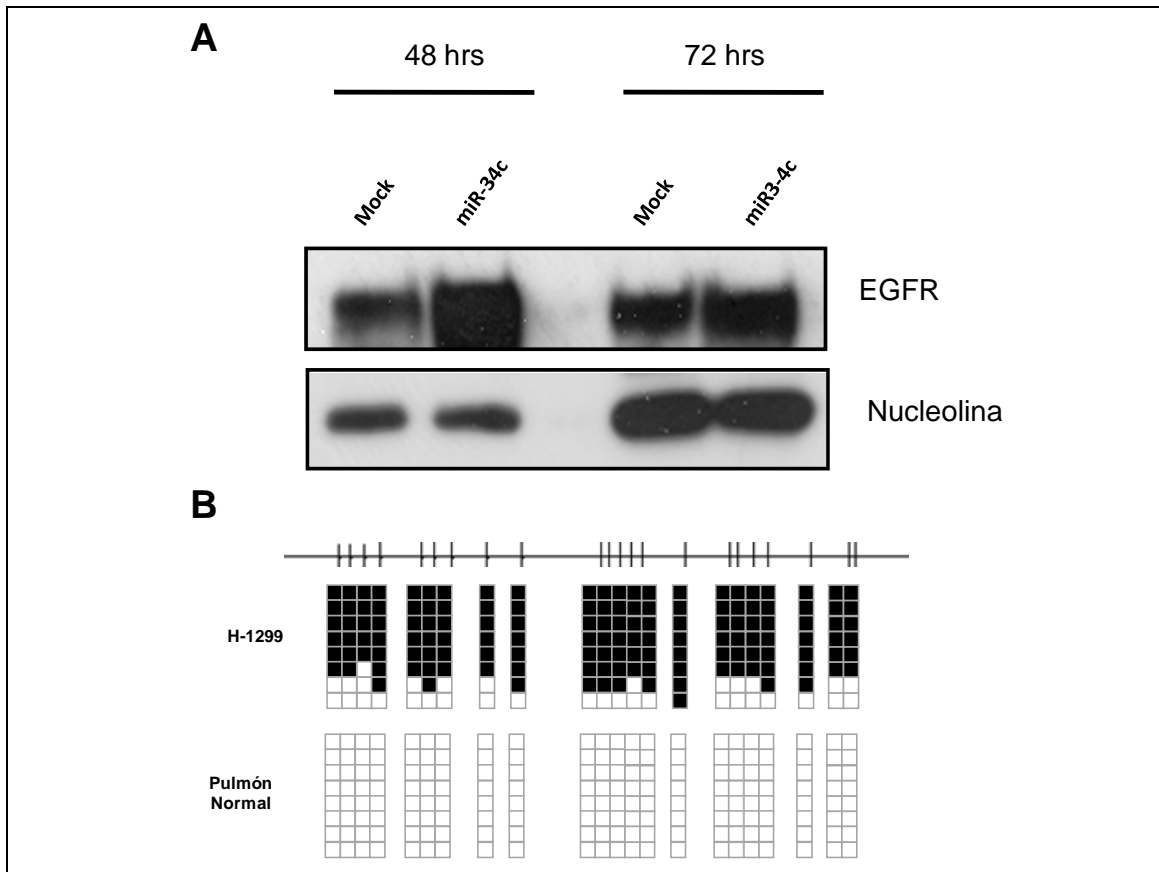 A
48 hrs
72 hrs
Mock
miR-34c
Mock
miR3-4c
EGFR
Nucleolina
B
H-1299
Pulmón
Normal